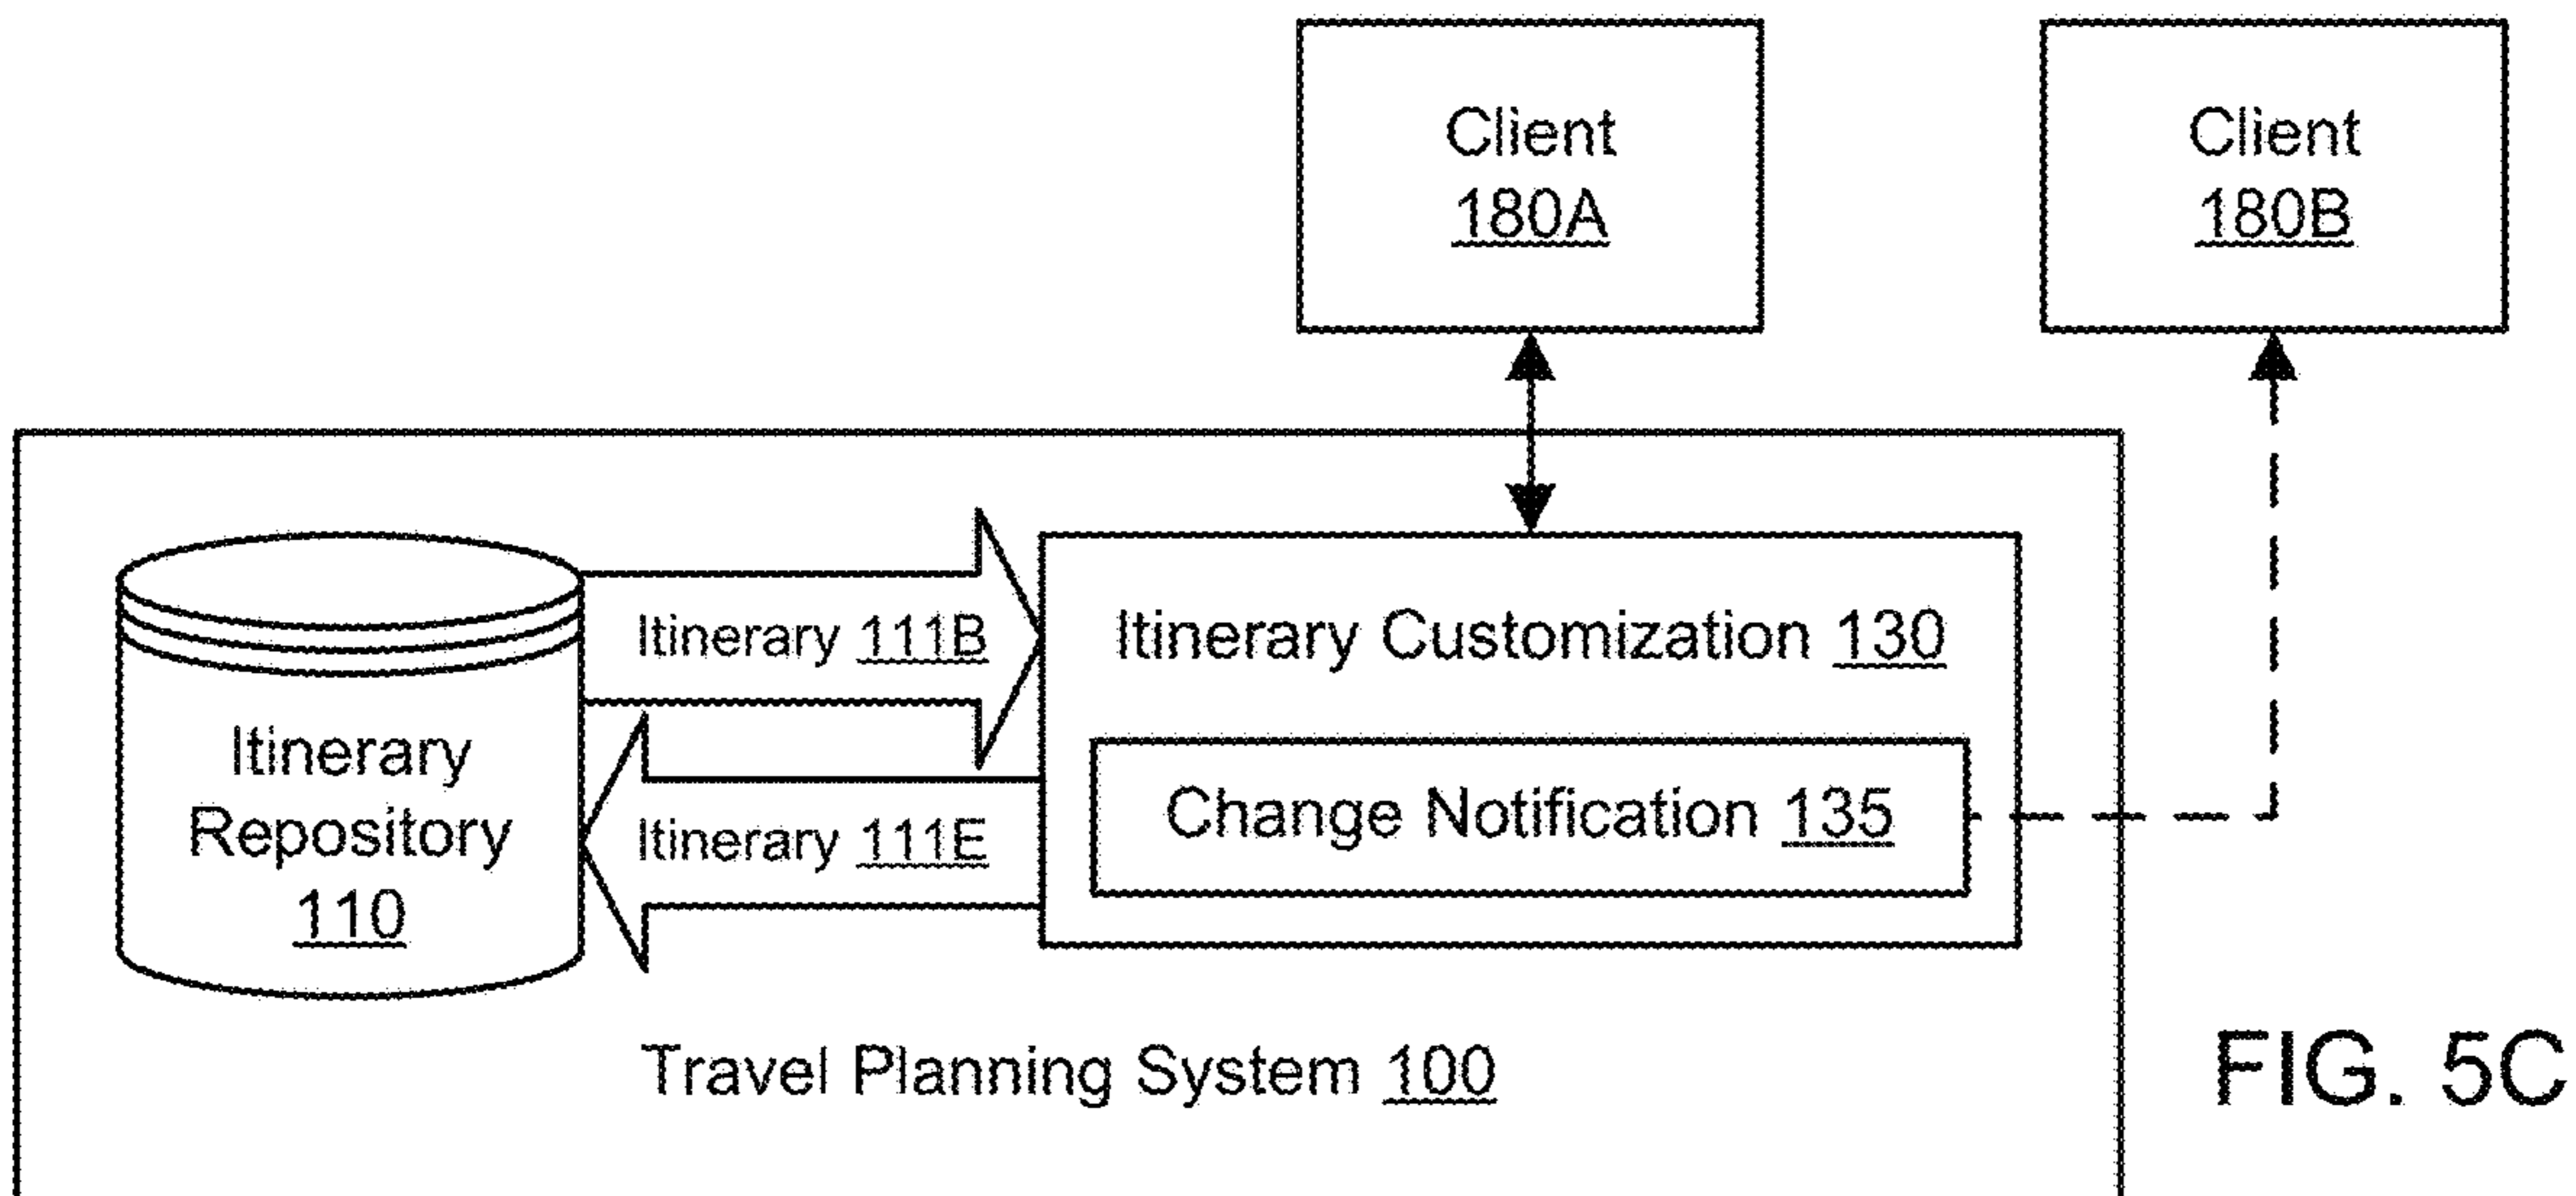 Client
180A
Client
180B
Itinerary 111B
Itinerary Customization 130
Itinerary
Repository
110
Change Notification 135
Itinerary 111E
Travel Planning System 100
FIG. 5C